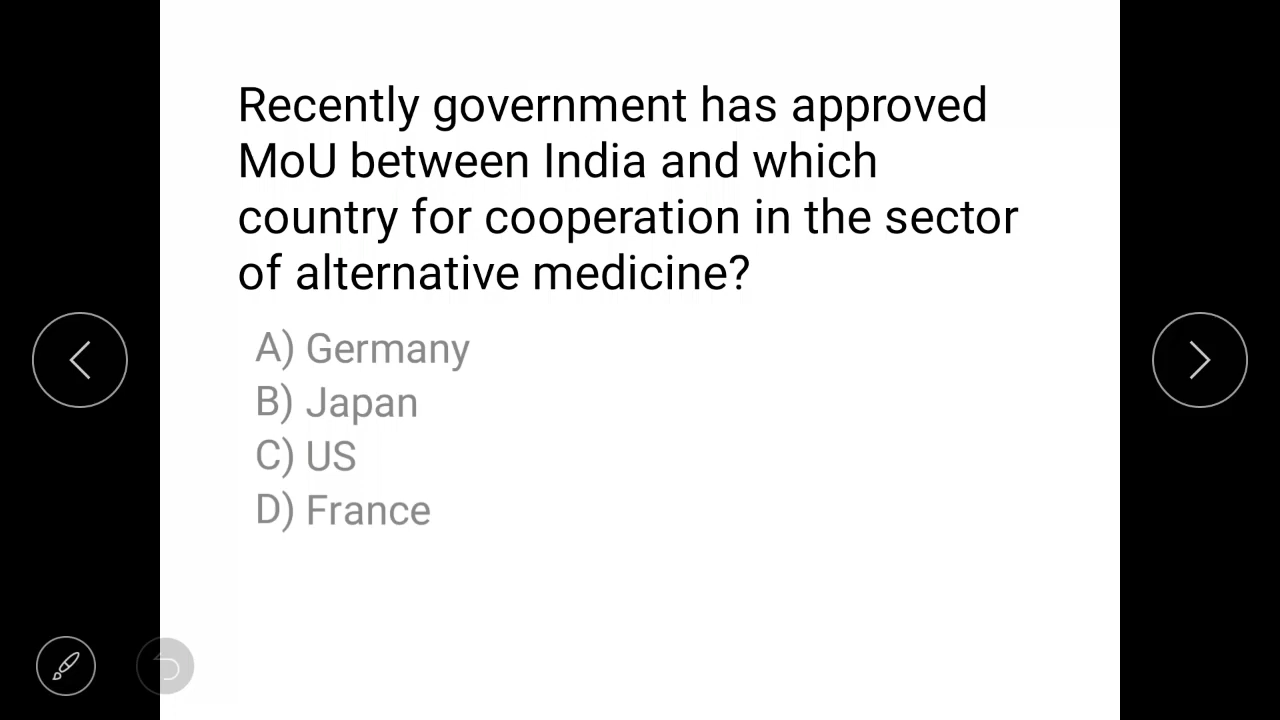 Recently government has approved
MoU between India and which
country for cooperation in the sector
of alternative medicine?
A) Germany
B) Japan
C) US
D) France